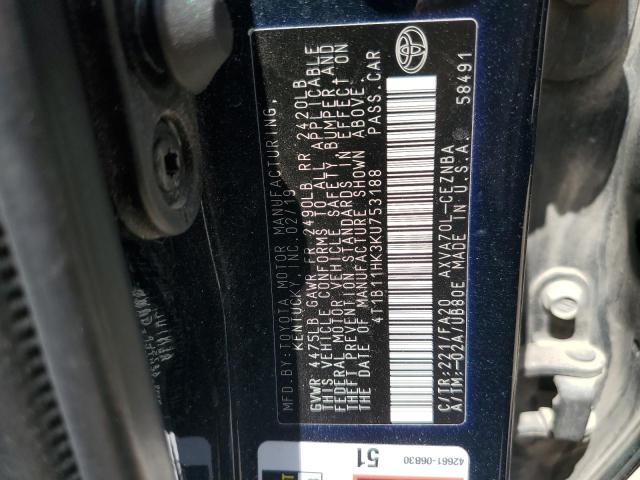 MFD.BY:TOYOTA MOTOR MANUFACTURING,
KENTUCKY, INC 02/19
GVWR 4475LB GAWR FR 2490LB RR 2420LB
THIS VEHICLE CONFORMS TO ALL APPLICABLE
FEDERAL MOTOR VEHICLE SAFETY, BUMPER, AND
THEFT PREVENTION STANDARDS IN EFFECT ON
THE DATE OF MANUFACTURE SHOWN ABOVE.
4T1B11HK3KU753188 PASS.CAR
C/TR:221/FA20 AXVA70L-CEZNBA
A/TM:-02A/UB80E MADE IN U.S.A.
58491
51
42661-06830